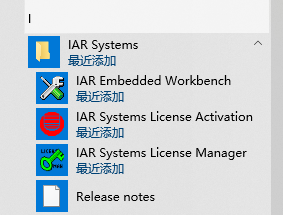 I
IAR Systems
最近添加
IAR Embedded Workbench
最近添加
IAR Systems License Activation
最近添加
IAR Systems License Manager
最近添加
Release notes